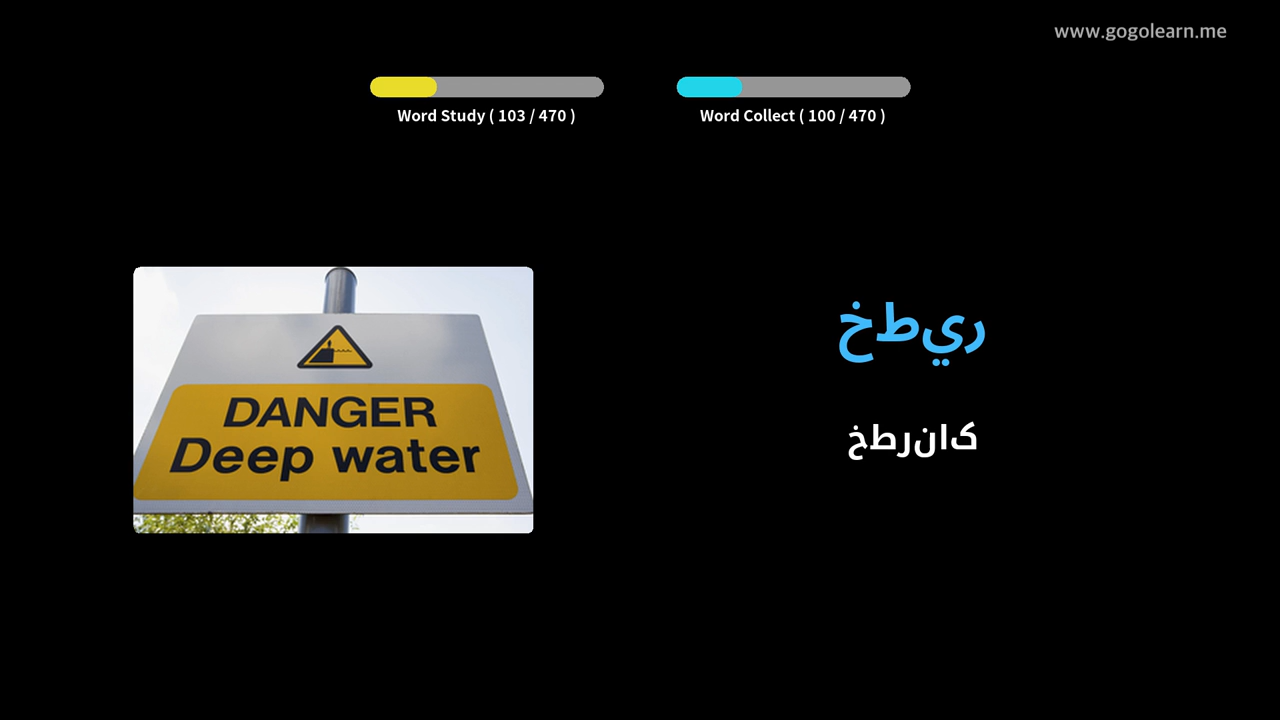 www.gogolearn.me
Word Study ( 103 / 470 )
Word Collect ( 100 / 470 )
DANGER
Deep water
خطير
خطرناک